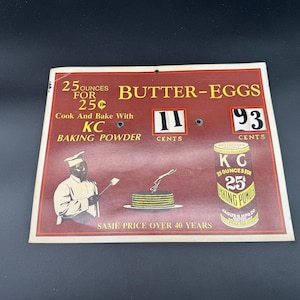 25 OUNCES
FOR
25¢
Cook And Bake With
KC
BAKING POWDER
BUTTER-EGGS
11
CENTS
93
CENTS
KC
25 OUNCES FOR
25
BAKING POWDER
SAME PRICE OVER 40 YEARS